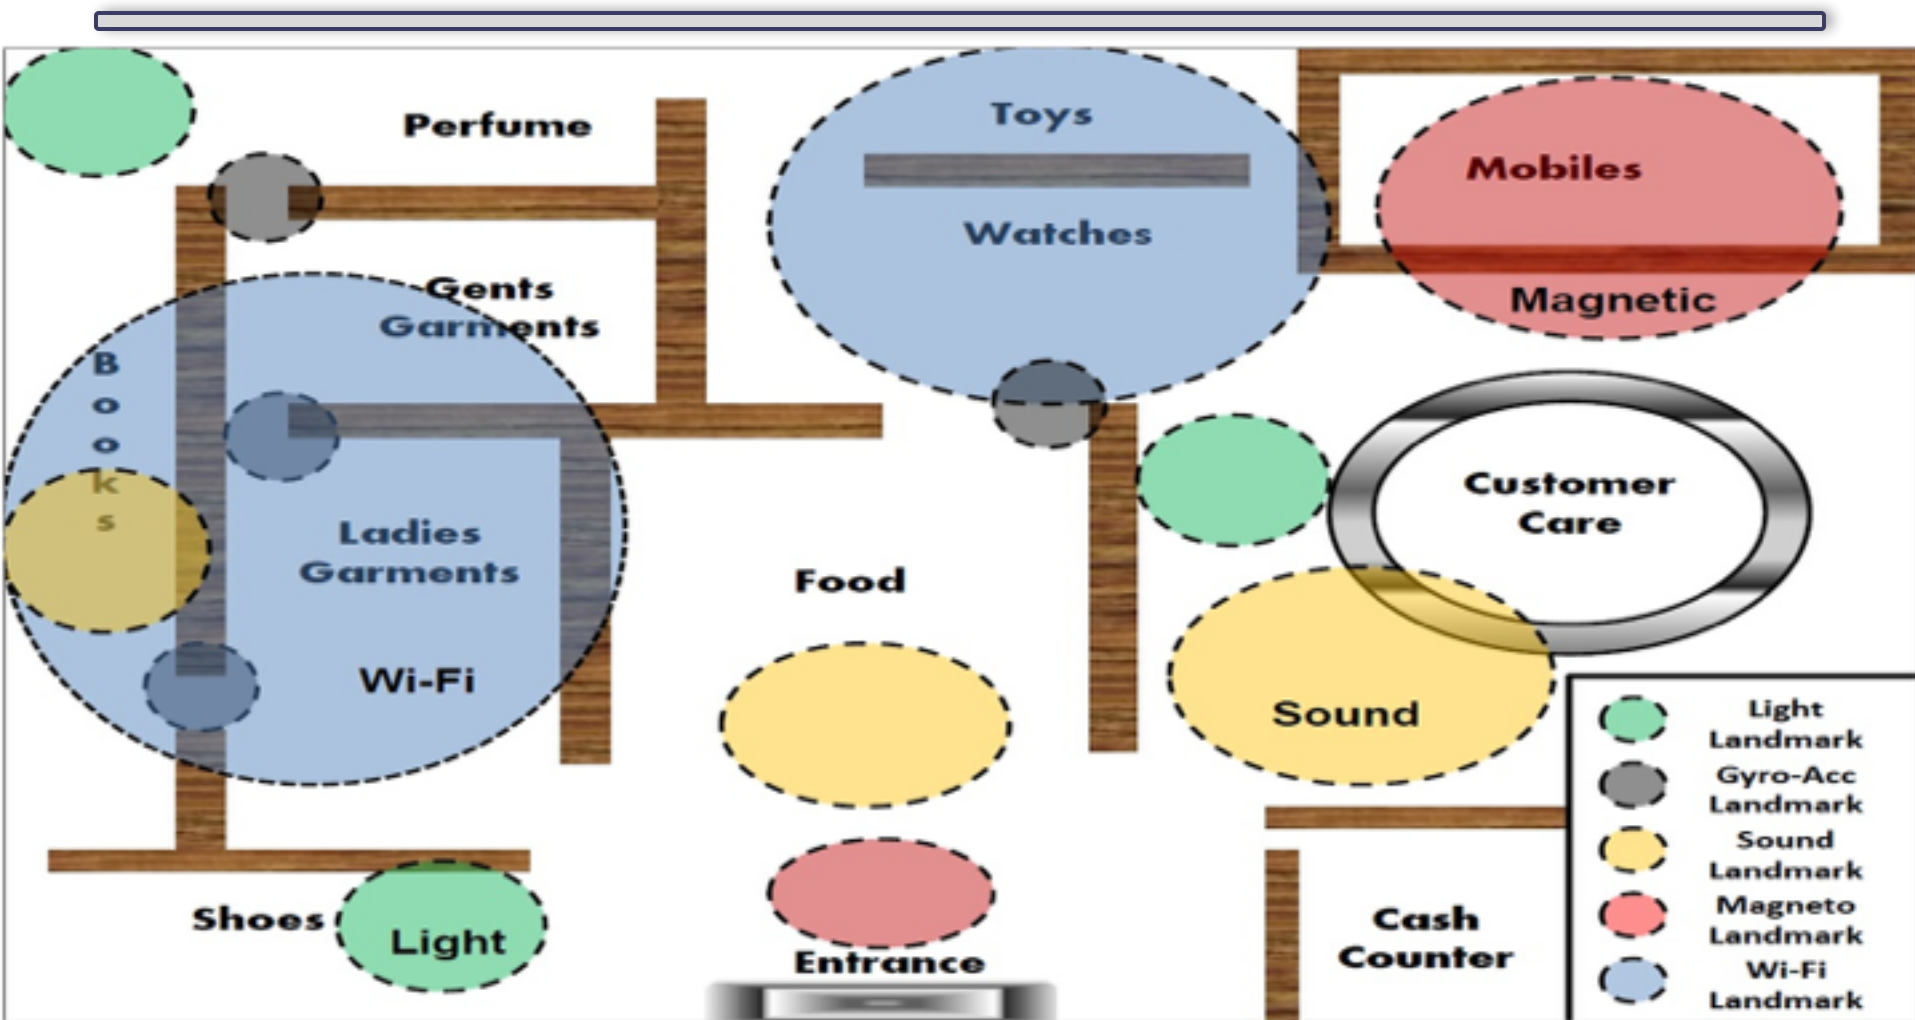 Perfume
Toys
Watches
Mobiles
Magnetic
Gents
Garments
B
o
o
k
s
Ladies
Garments
Wi-Fi
Food
Customer
Care
Sound
Shoes
Light
Entrance
Cash
Counter
Light
Landmark
Gyro-Acc
Landmark
Sound
Landmark
Magneto
Landmark
Wi-Fi
Landmark